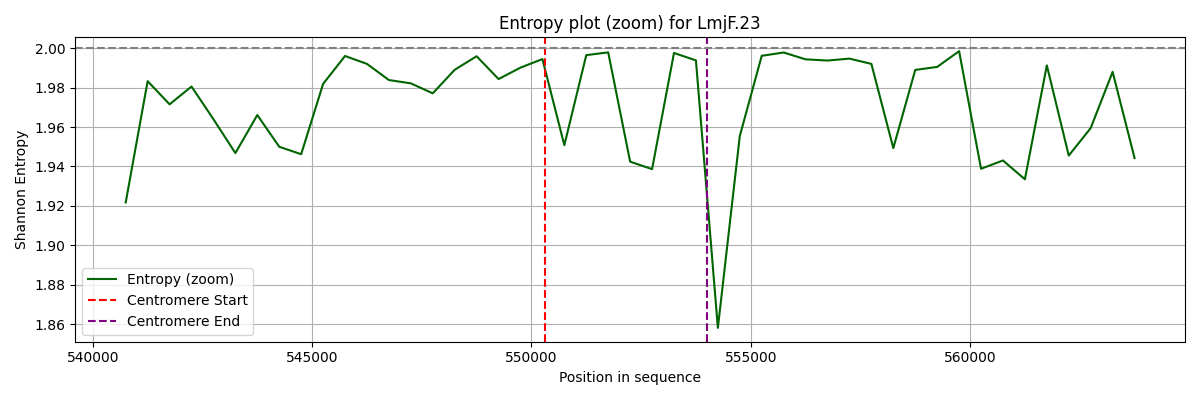 Entropy plot (zoom) for LmjF.23
Shannon Entropy
2.00
1.98
1.96
1.94
1.92
1.90
1.88
1.86
Entropy (zoom)
Centromere Start
Centromere End
540000 545000 550000 555000 560000
Position in sequence